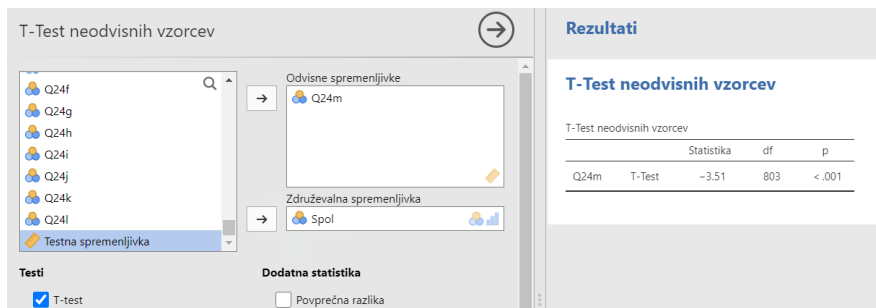 T-Test neodvisnih vzorcev
Q24f
Q24g
Q24h
Q24i
Q24j
Q24k
Q24l
Testna spremenljivka
Odvisne spremenljivke
Q24m
Združevalna spremenljivka
Spol
Testi
T-test
Dodatna statistika
Povprečna razlika
Rezultati
T-Test neodvisnih vzorcev
T-Test neodvisnih vzorcev
Statistika df p
Q24m T-Test −3.51 803 < .001